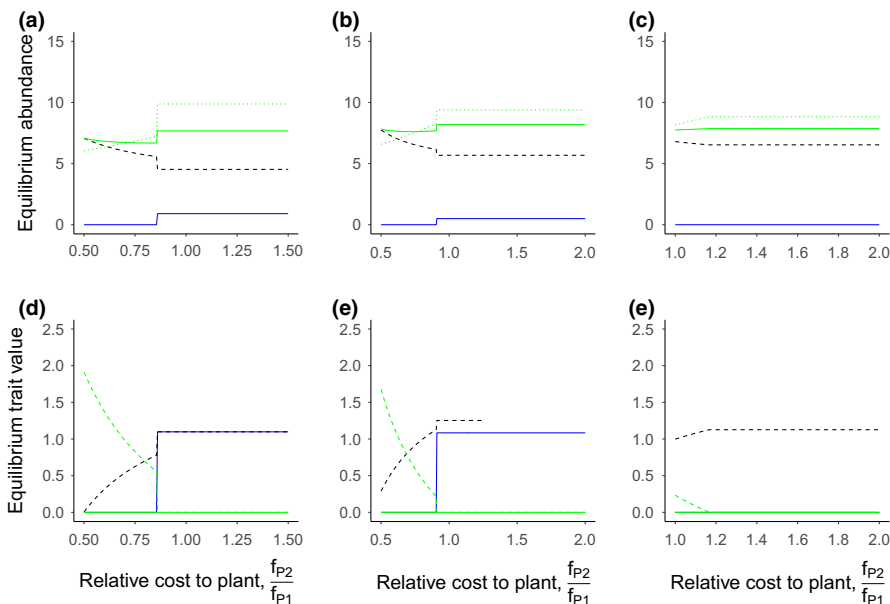 (a) (b) (c)
Equilibrium abundance
15
10
5
0
0.50 0.75 1.00 1.25 1.50
15
10
5
0
0.5 1.0 1.5 2.0
15
10
5
0
1.0 1.2 1.4 1.6 1.8 2.0
(d) (e) (e)
Equilibrium trait value
2.5
2.0
1.5
1.0
0.5
0.0
0.50 0.75 1.00 1.25 1.50
2.5
2.0
1.5
1.0
0.5
0.0
0.5 1.0 1.5 2.0
2.5
2.0
1.5
1.0
0.5
0.0
1.0 1.2 1.4 1.6 1.8 2.0
Relative cost to plant, fP2/fP1
Relative cost to plant, fP2/fP1
Relative cost to plant, fP2/fP1